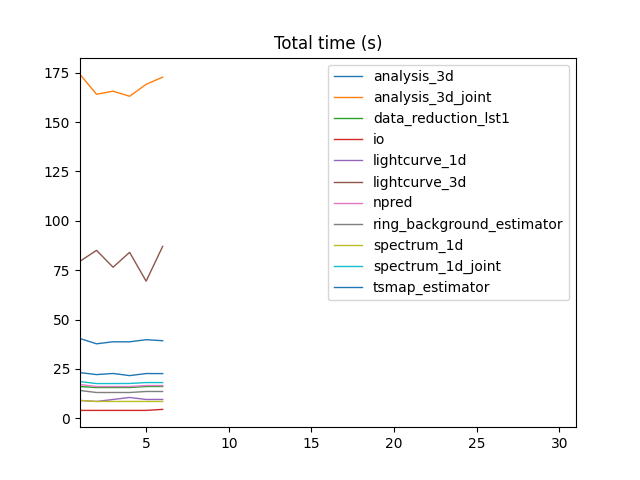 Total time (s)
175
150
125
100
75
50
25
0
analysis_3d
analysis_3d_joint
data_reduction_lst1
io
lightcurve_1d
lightcurve_3d
npred
ring_background_estimator
spectrum_1d
spectrum_1d_joint
tsmap_estimator
5 10 15 20 25 30